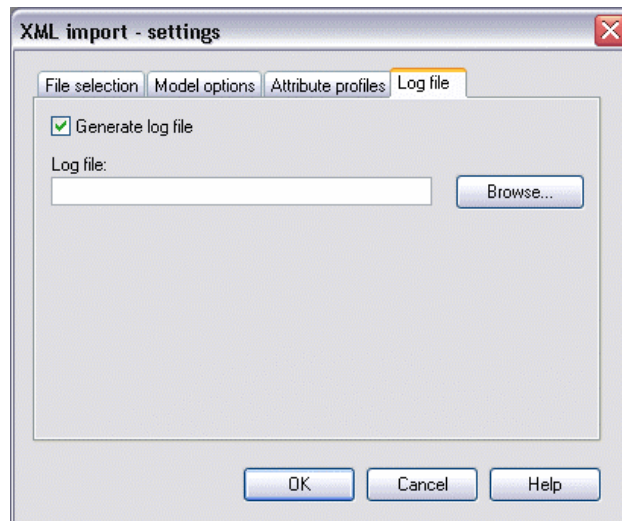 XML import - settings
File selection Model options Attribute profiles Log file
Generate log file
Log file:
Browse...
OK Cancel Help